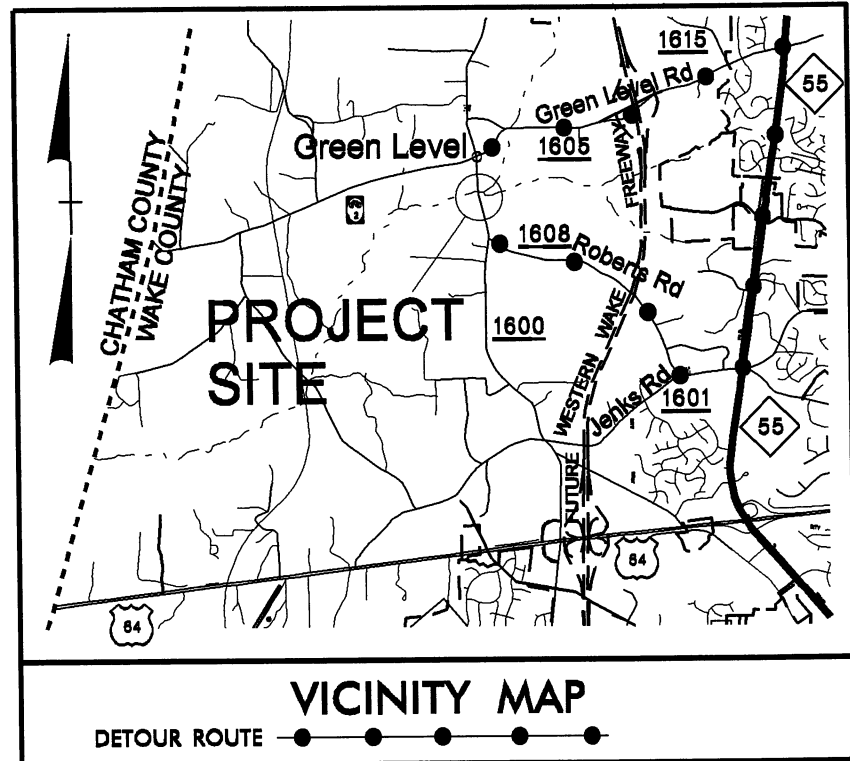 1615
55
Green Level Rd
Green Level
1605
FREEWAY
2
CHATHAM COUNTY
WAKE COUNTY
1608
Roberts Rd
PROJECT
SITE
1600
WAKE
WESTERN
Jenks Rd
1601
55
FUTURE
64
64
VICINITY MAP
DETOUR ROUTE